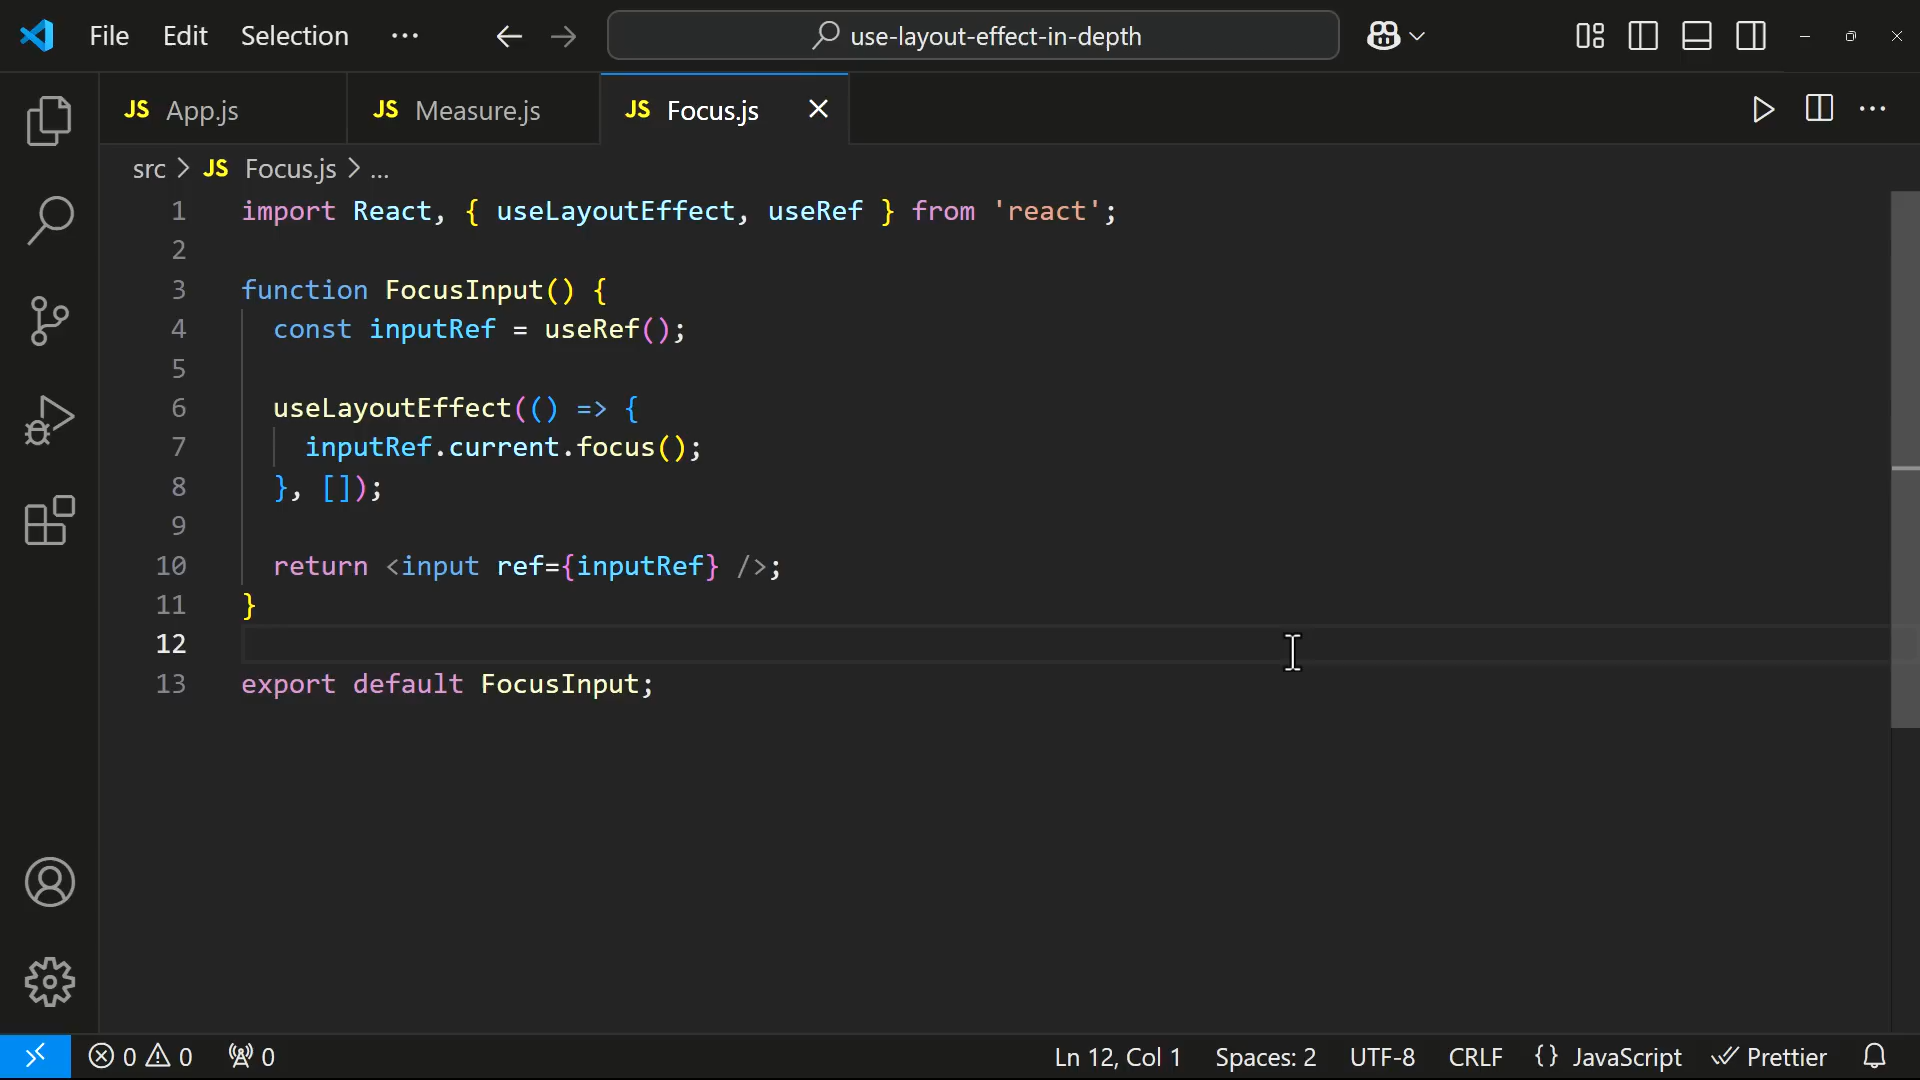 File Edit Selection ··· use-layout-effect-in-depth
JS App.js JS Measure.js JS Focus.js
src > JS Focus.js > ...
1 import React, { useLayoutEffect, useRef } from 'react';
2
3 function FocusInput() {
4 const inputRef = useRef();
5
6 useLayoutEffect(() => {
7 inputRef.current.focus();
8 }, []);
9
10 return <input ref={inputRef} />;
11 }
12
13 export default FocusInput;
0 0 0 Ln 12, Col 1 Spaces: 2 UTF-8 CRLF {} JavaScript Prettier